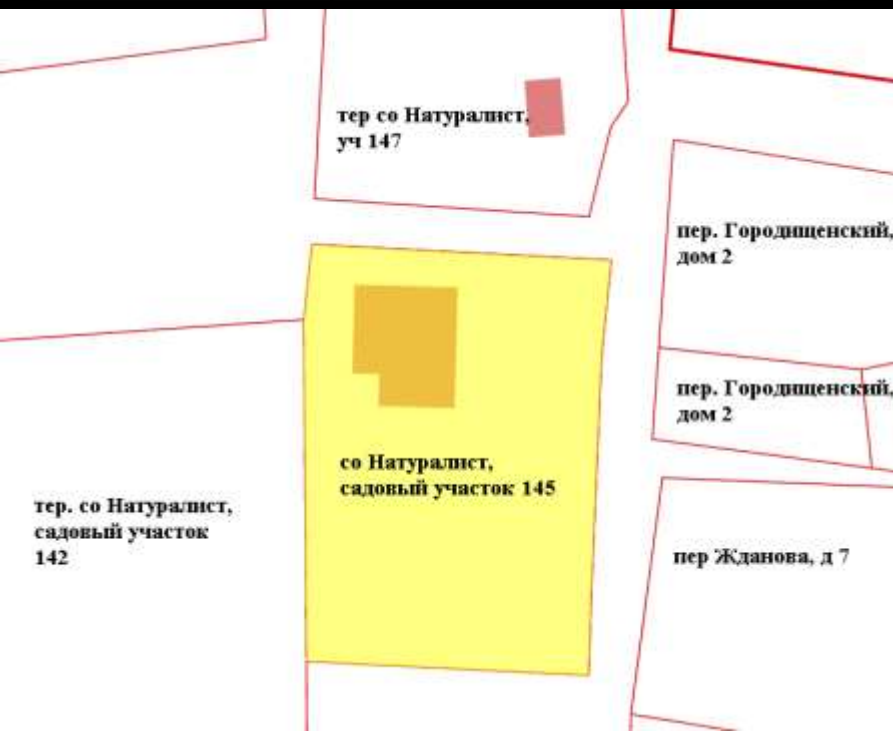 тер со Натуралист,
уч 147
пер. Городищенский,
дом 2
пер. Городищенский,
дом 2
со Натуралист,
садовый участок 145
тер. со Натуралист,
садовый участок
142
пер Жданова, д 7